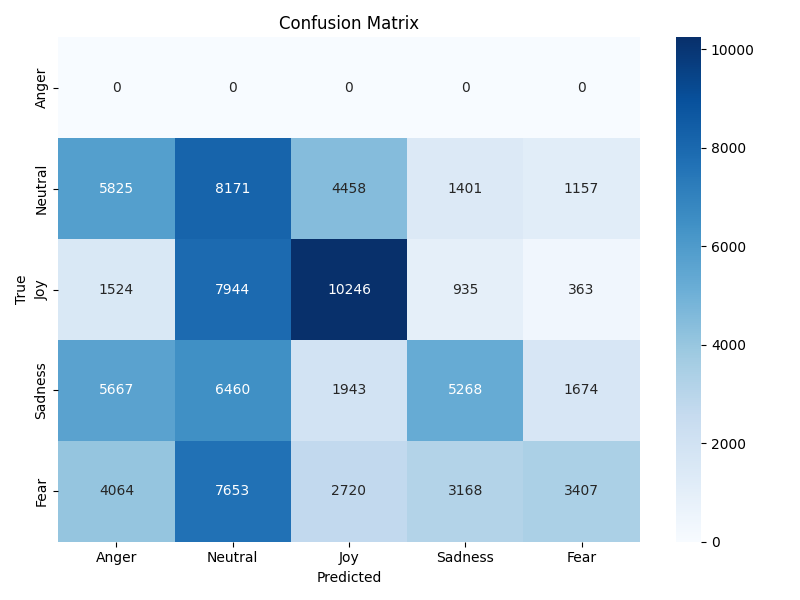 Confusion Matrix
Anger 0 0 0 0 0
Neutral 5825 8171 4458 1401 1157
Joy 1524 7944 10246 935 363
Sadness 5667 6460 1943 5268 1674
Fear 4064 7653 2720 3168 3407
True
Anger Neutral Joy Sadness Fear
Predicted
10000
8000
6000
4000
2000
0